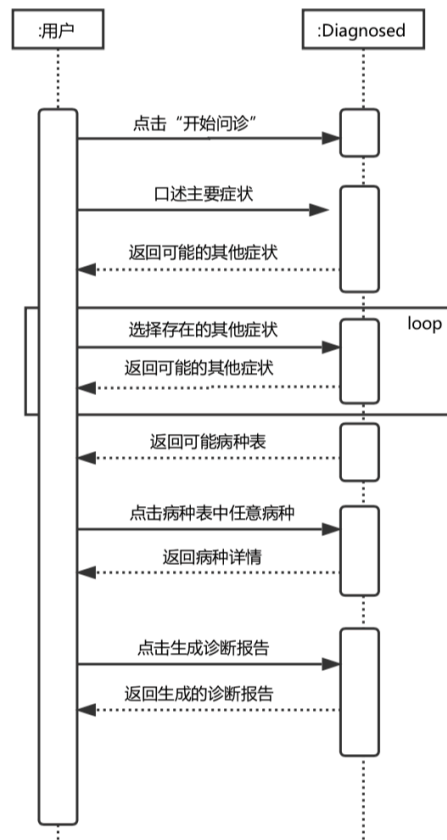 :用户
:Diagnosed
点击“开始问诊”
口述主要症状
返回可能的其他症状
loop
选择存在的其他症状
返回可能的其他症状
返回可能病种表
点击病种表中任意病种
返回病种详情
点击生成诊断报告
返回生成的诊断报告